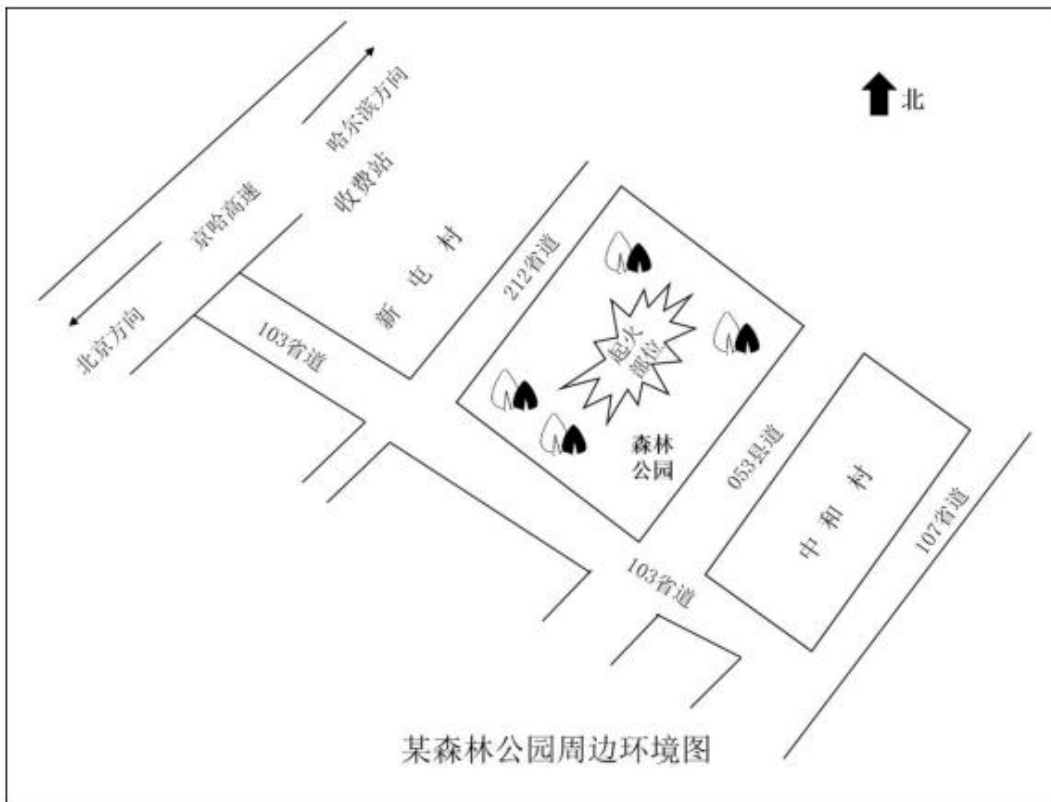 北
哈尔滨方向
收费站
京哈高速
北京方向
新屯村
212省道
103省道
起火
部位
森林
公园
053县道
中和村
107省道
103省道
某森林公园周边环境图